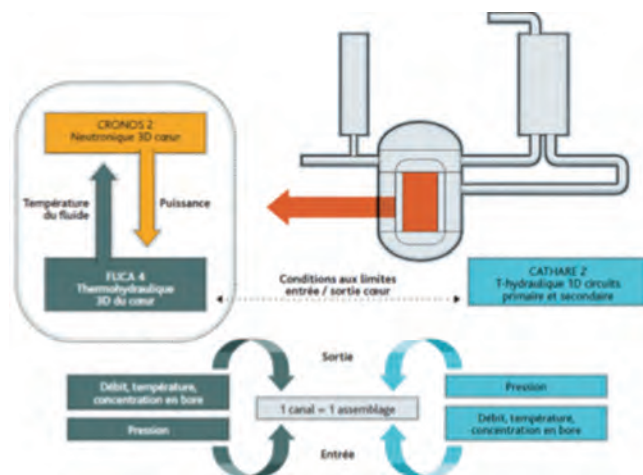 CRONOS 2
Neutronique 3D cœur
Température
du fluide
Puissance
FLICA 4
Thermohydraulique
3D du cœur
Conditions aux limites
entrée / sortie cœur
CATHARE 2
T-hydraulique 1D circuits
primaire et secondaire
Sortie
Débit, température,
concentration en bore
Pression
1 canal = 1 assemblage
Pression
Débit, température,
concentration en bore
Entrée